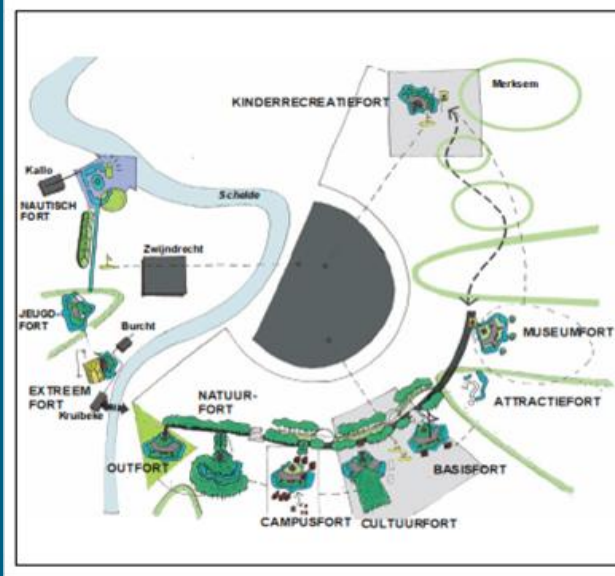 Merksem
KINDERRECREATIEFORT
Kallo
NAUTISCH
FORT
Schelde
Zwijndrecht
JEUGD-
FORT
Burcht
MUSEUMFORT
EXTREEM
FORT
Kruibeke
NATUUR-
FORT
ATTRACTIEFORT
OUTFORT
BASISFORT
CAMPUSFORT
CULTUURFORT